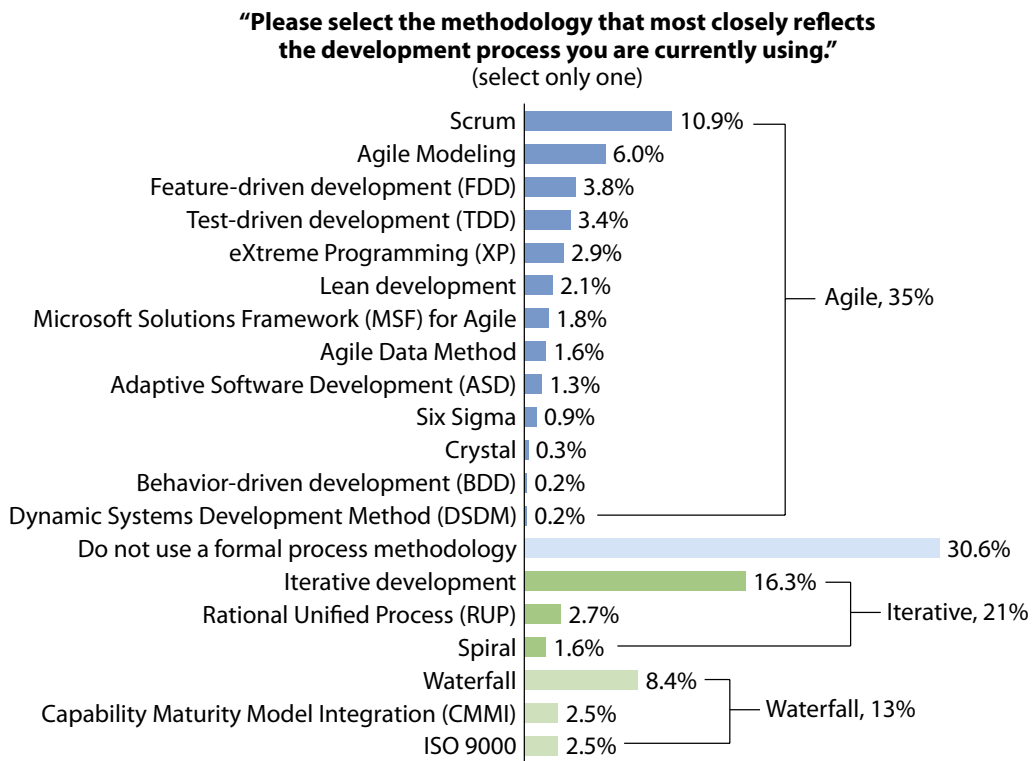 “Please select the methodology that most closely reflects
the development process you are currently using.”
(select only one)
Scrum 10.9%
Agile Modeling 6.0%
Feature-driven development (FDD) 3.8%
Test-driven development (TDD) 3.4%
eXtreme Programming (XP) 2.9%
Lean development 2.1%
Agile, 35%
Microsoft Solutions Framework (MSF) for Agile 1.8%
Agile Data Method 1.6%
Adaptive Software Development (ASD) 1.3%
Six Sigma 0.9%
Crystal 0.3%
Behavior-driven development (BDD) 0.2%
Dynamic Systems Development Method (DSDM) 0.2%
Do not use a formal process methodology 30.6%
Iterative development 16.3%
Rational Unified Process (RUP) 2.7%
Iterative, 21%
Spiral 1.6%
Waterfall 8.4%
Capability Maturity Model Integration (CMMI) 2.5%
Waterfall, 13%
ISO 9000 2.5%